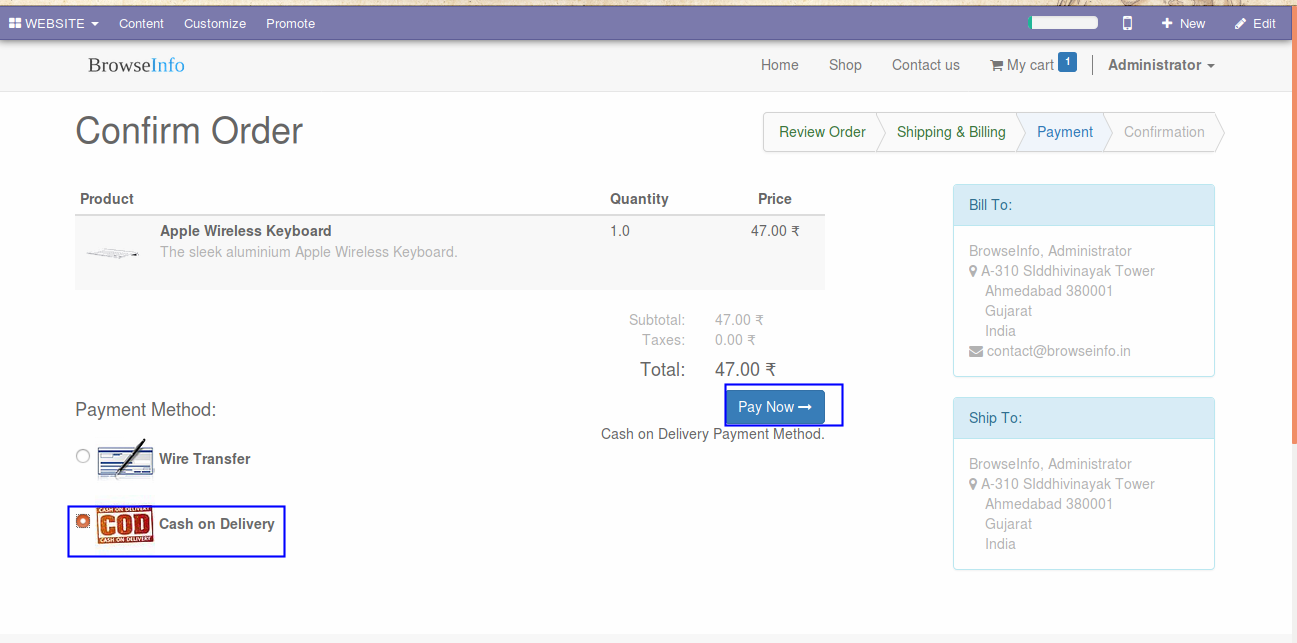 WEBSITE Content Customize Promote New Edit
BrowseInfo Home Shop Contact us My cart 1 Administrator
Confirm Order
Review Order Shipping & Billing Payment Confirmation
Product Quantity Price
Apple Wireless Keyboard 1.0 47.00 ₹
The sleek aluminium Apple Wireless Keyboard.
Subtotal: 47.00 ₹
Taxes: 0.00 ₹
Total: 47.00 ₹
Pay Now
Cash on Delivery Payment Method.
Payment Method:
Wire Transfer
CASH ON DELIVERY
COD
CASH ON DELIVERY
Cash on Delivery
Bill To:
BrowseInfo, Administrator
A-310 SIddhivinayak Tower
Ahmedabad 380001
Gujarat
India
contact@browseinfo.in
Ship To:
BrowseInfo, Administrator
A-310 SIddhivinayak Tower
Ahmedabad 380001
Gujarat
India